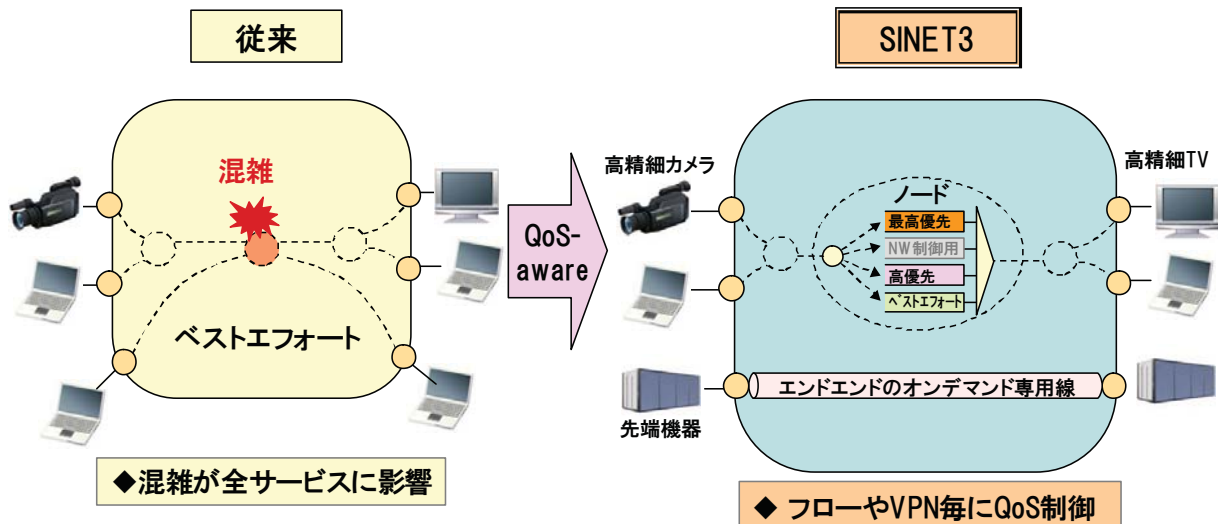 従来
混雑
ベストエフォート
◆混雑が全サービスに影響
QoS-
aware
SINET3
高精細カメラ
高精細TV
ノード
最高優先
NW制御用
高優先
ベストエフォート
エンドエンドのオンデマンド専用線
先端機器
◆ フローやVPN毎にQoS制御